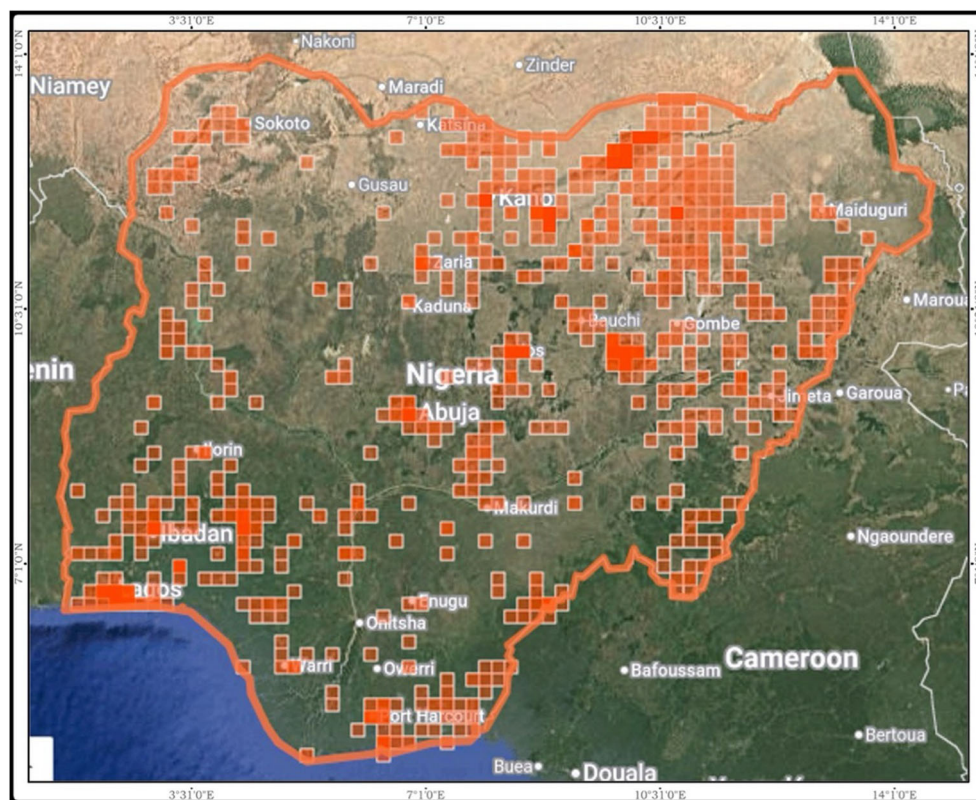 3°31'0"E 7°1'0"E 10°31'0"E 14°1'0"E
14°1'0"N
Nakoni
Zinder
Niamey
Maradi
Sokoto
Katsina
Gusau
Kano
Maiduguri
Zaria
10°31'0"N
Kaduna
Maroua
Bauchi
Gombe
os
enin
Nigeria
Jimeta
Garoua
Abuja
Ilorin
Makurdi
Ibadan
Ngaoundere
7°1'0"N
agos
Enugu
Onitsha
Warri
Owerri
Bafoussam
Cameroon
Port Harcourt
Bertoua
Buea
Douala
3°31'0"E 7°1'0"E 10°31'0"E 14°1'0"E